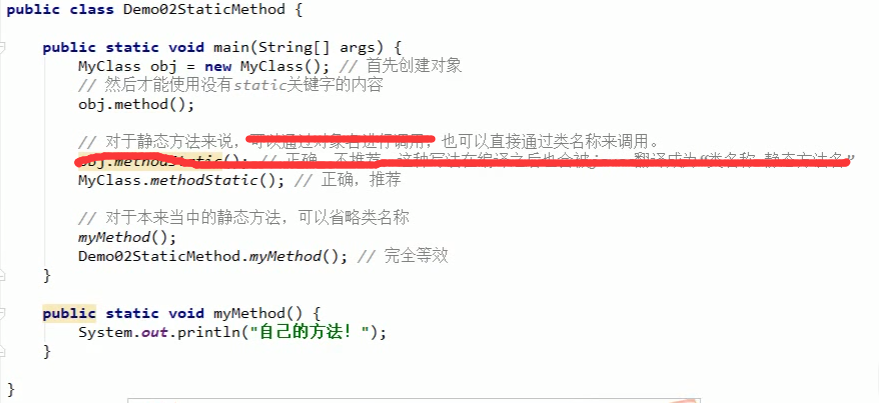 public class Demo02StaticMethod {
public static void main(String[] args) {
MyClass obj = new MyClass(); // 首先创建对象
// 然后才能使用没有static关键字的内容
obj.method();
// 对于静态方法来说，可以通过对象名进行调用，也可以直接通过类名称来调用。
obj.methodStatic(); // 正确，不推荐，这种写法在编译之后也会被javac翻译成为“类名称.静态方法名”
MyClass.methodStatic(); // 正确，推荐
// 对于本来当中的静态方法，可以省略类名称
myMethod();
Demo02StaticMethod.myMethod(); // 完全等效
}
public static void myMethod() {
System.out.println("自己的方法！");
}
}